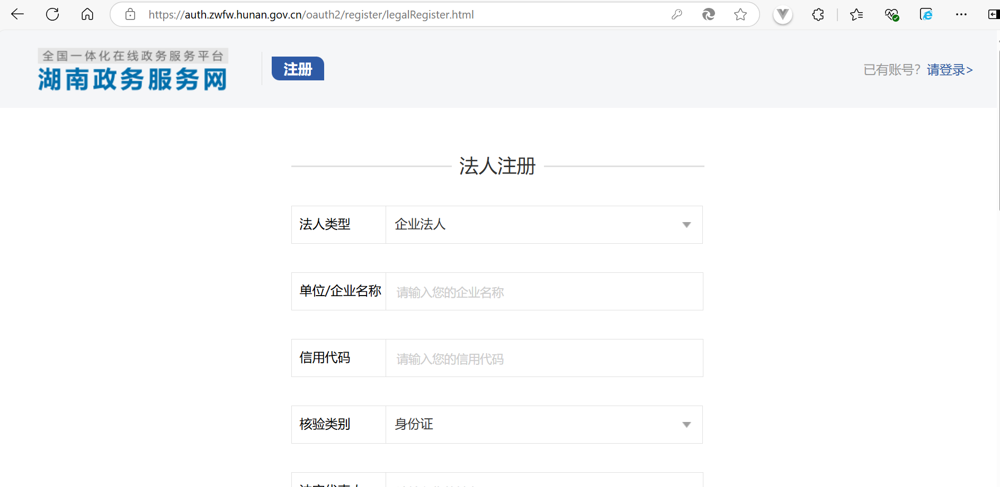 https://auth.zwfw.hunan.gov.cn/oauth2/register/legalRegister.html
全国一体化在线政务服务平台
湖南政务服务网
注册
已有账号？请登录>
法人注册
法人类型
企业法人
单位/企业名称
请输入您的企业名称
信用代码
请输入您的信用代码
核验类别
身份证